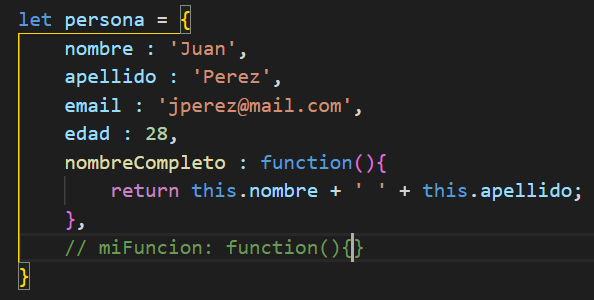 let persona = {
nombre : 'Juan',
apellido : 'Perez',
email : 'jperez@mail.com',
edad : 28,
nombreCompleto : function(){
return this.nombre + ' ' + this.apellido;
},
// miFuncion: function(){}
}